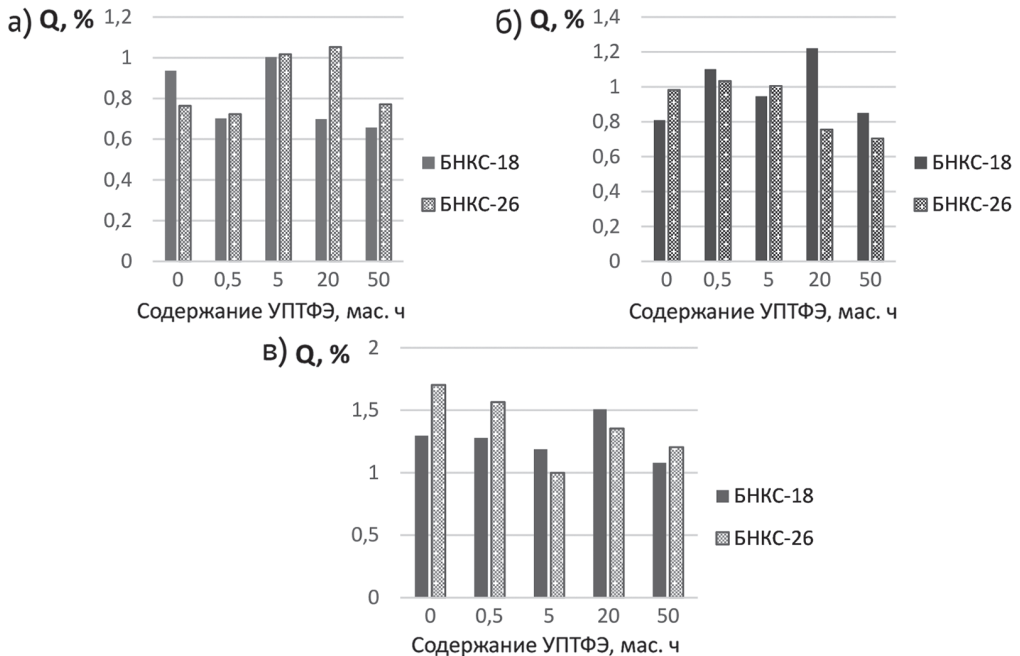 а) Q, %
1,2
1
0,8
0,6
0,4
0,2
0
0 0,5 5 20 50
Содержание УПТФЭ, мас. ч
БНКС-18
БНКС-26
б) Q, %
1,4
1,2
1
0,8
0,6
0,4
0,2
0
0 0,5 5 20 50
Содержание УПТФЭ, мас. ч
БНКС-18
БНКС-26
в) Q, %
2
1,5
1
0,5
0
0 0,5 5 20 50
Содержание УПТФЭ, мас. ч
БНКС-18
БНКС-26